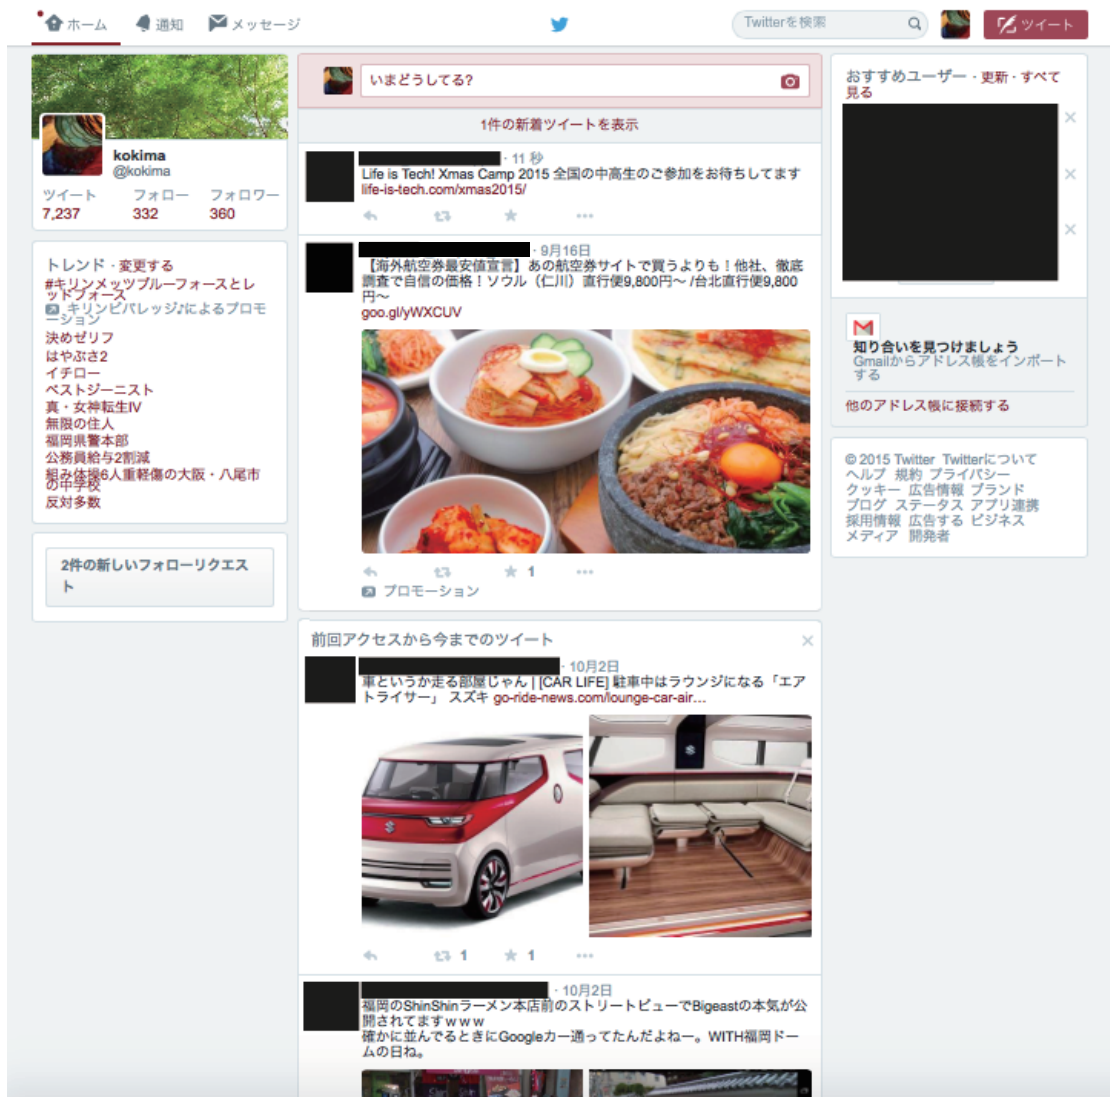 ホーム 通知 メッセージ
Twitterを検索
ツイート
kokima
@kokima
ツイート フォロー フォロワー
7,237 332 360
トレンド · 変更する
#キリンメッツブルーフォースとレ
ッドフォース
キリンビバレッジ♪によるプロモ
ーション
決めゼリフ
はやぶさ2
イチロー
ベストジーニスト
真・女神転生IV
無限の住人
福岡県警本部
公務員給与2割減
組み体操6人重軽傷の大阪・八尾市
の中学校
反対多数
2件の新しいフォローリクエス
ト
いまどうしてる?
1件の新着ツイートを表示
· 11 秒
Life is Tech! Xmas Camp 2015 全国の中高生のご参加をお待ちしてます
life-is-tech.com/xmas2015/
· 9月16日
【海外航空券最安値宣言】あの航空券サイトで買うよりも！他社、徹底
調査で自信の価格！ソウル（仁川）直行便9,800円～ /台北直行便9,800
円～
goo.gl/yWXCUV
1
プロモーション
前回アクセスから今までのツイート
· 10月2日
車というか走る部屋じゃん | [CAR LIFE] 駐車中はラウンジになる「エア
トライサー」 スズキ go-ride-news.com/lounge-car-air…
1 1
· 10月2日
福岡のShinShinラーメン本店前のストリートビューでBigeastの本気が公
開されてますｗｗｗ
確かに並んでるときにGoogleカー通ってたんだよねー。WITH福岡ドー
ムの日ね。
おすすめユーザー · 更新 · すべて
見る
知り合いを見つけましょう
Gmailからアドレス帳をインポート
する
他のアドレス帳に接続する
© 2015 Twitter Twitterについて
ヘルプ 規約 プライバシー
クッキー 広告情報 ブランド
ブログ ステータス アプリ連携
採用情報 広告する ビジネス
メディア 開発者